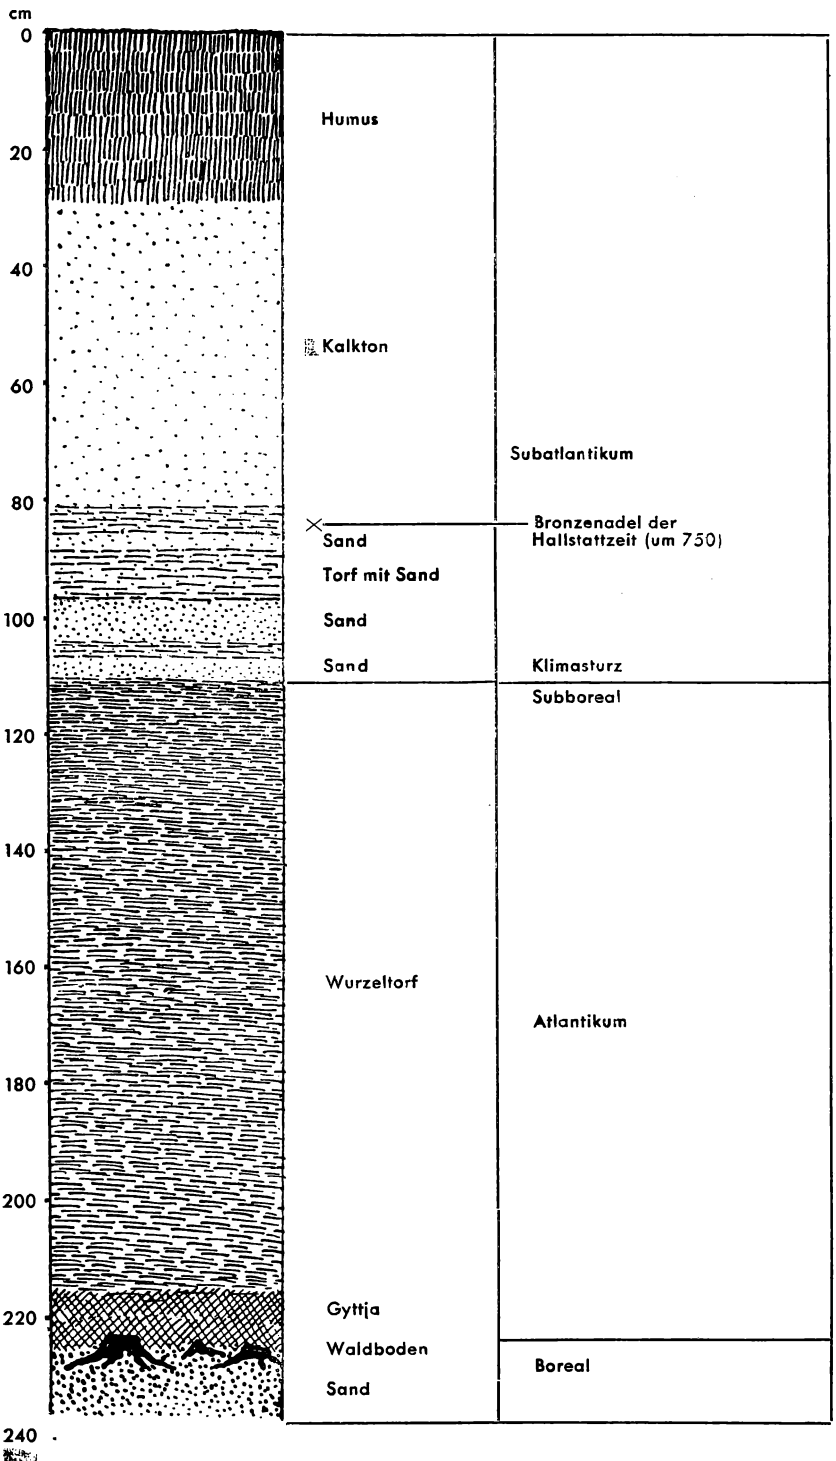 cm
0
20
40
60
80
100
120
140
160
180
200
220
240
Humus
Kalkton
Sand
Torf mit Sand
Sand
Sand
Wurzeltorf
Gyttja
Waldboden
Sand
Subatlantikum
Bronzenadel der
Hallstattzeit (um 750)
Klimasturz
Subboreal
Atlantikum
Boreal